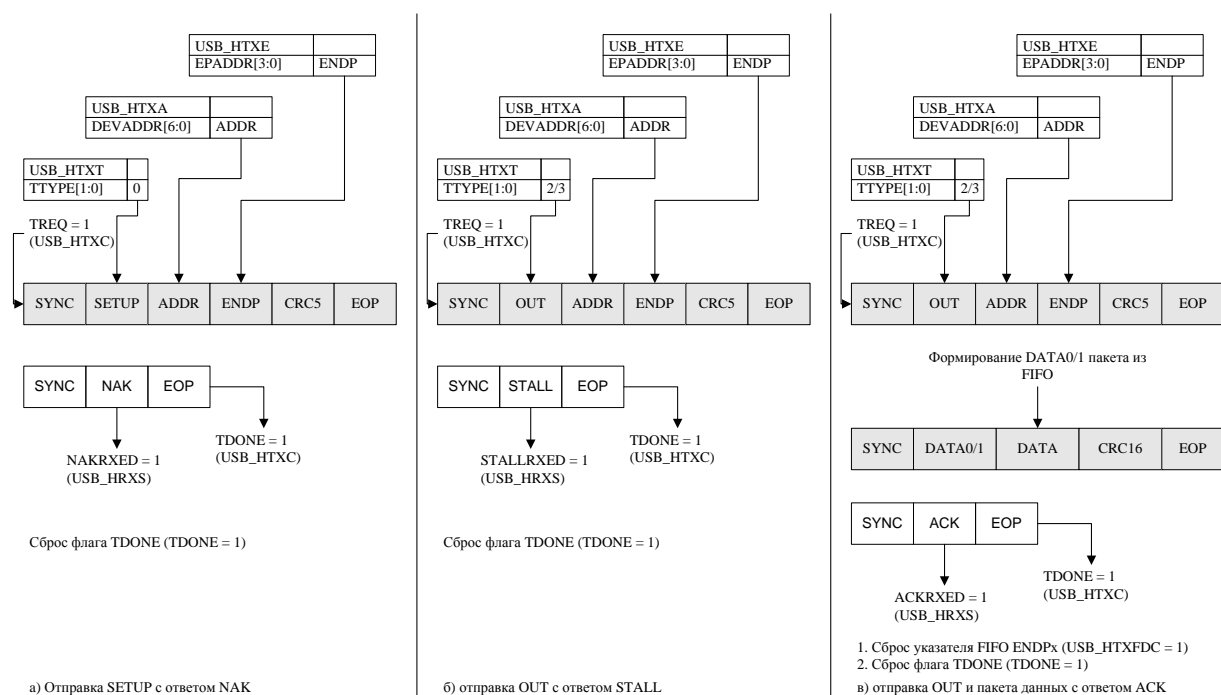 USB_HTXE
EPADDR[3:0] ENDP
USB_HTXA
DEVADDR[6:0] ADDR
USB_HTXT
TTYPE[1:0] 0
TREQ = 1
(USB_HTXC)
SYNC SETUP ADDR ENDP CRC5 EOP
SYNC NAK EOP
NAKRXED = 1
(USB_HRXS)
TDONE = 1
(USB_HTXC)
Сброс флага TDONE (TDONE = 1)
а) Отправка SETUP с ответом NAK
USB_HTXE
EPADDR[3:0] ENDP
USB_HTXA
DEVADDR[6:0] ADDR
USB_HTXT
TTYPE[1:0] 2/3
TREQ = 1
(USB_HTXC)
SYNC OUT ADDR ENDP CRC5 EOP
SYNC STALL EOP
STALLRXED = 1
(USB_HRXS)
TDONE = 1
(USB_HTXC)
Сброс флага TDONE (TDONE = 1)
б) отправка OUT с ответом STALL
USB_HTXE
EPADDR[3:0] ENDP
USB_HTXA
DEVADDR[6:0] ADDR
USB_HTXT
TTYPE[1:0] 2/3
TREQ = 1
(USB_HTXC)
SYNC OUT ADDR ENDP CRC5 EOP
Формирование DATA0/1 пакета из
FIFO
SYNC DATA0/1 DATA CRC16 EOP
SYNC ACK EOP
ACKRXED = 1
(USB_HRXS)
TDONE = 1
(USB_HTXC)
1. Сброс указателя FIFO ENDPx (USB_HTXFDC = 1)
2. Сброс флага TDONE (TDONE = 1)
в) отправка OUT и пакета данных с ответом ACK